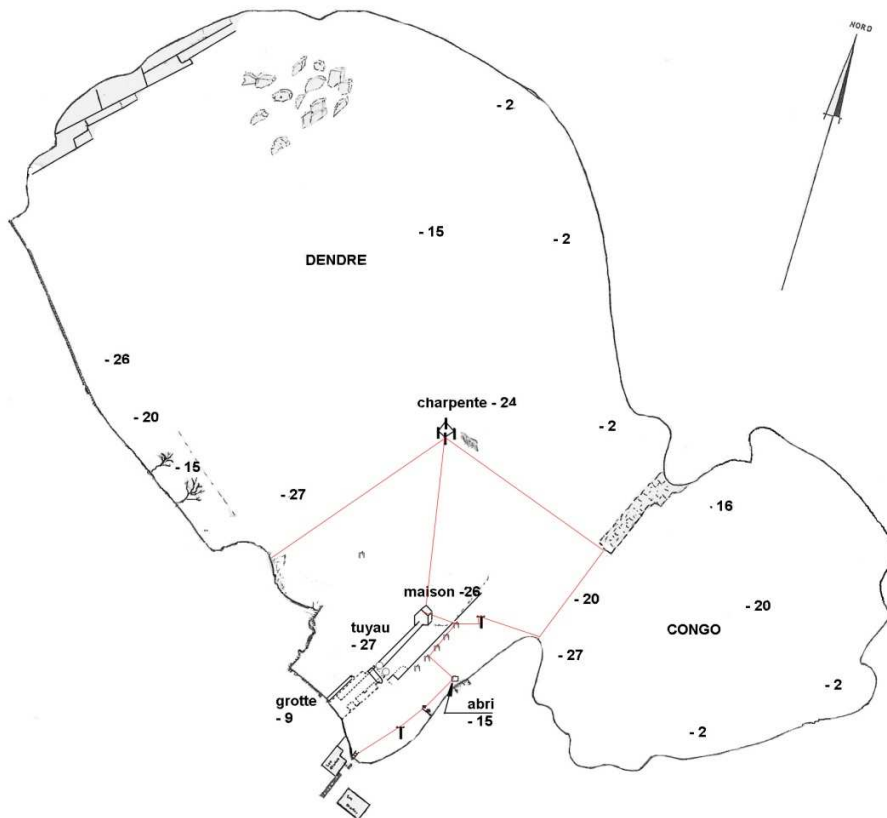 NORD
- 2
- 15
- 2
DENDRE
- 26
charpente - 24
- 20
- 2
- 15
- 27
- 16
maison -26
- 20
- 20
tuyau
- 27
CONGO
- 27
grotte
- 9
abri
- 15
- 2
- 2